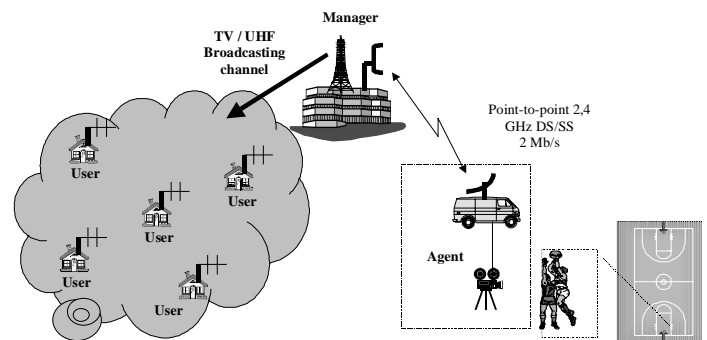 Manager
TV / UHF
Broadcasting
channel
Point-to-point 2,4
GHz DS/SS
2 Mb/s
User
User
User
User
User
Agent